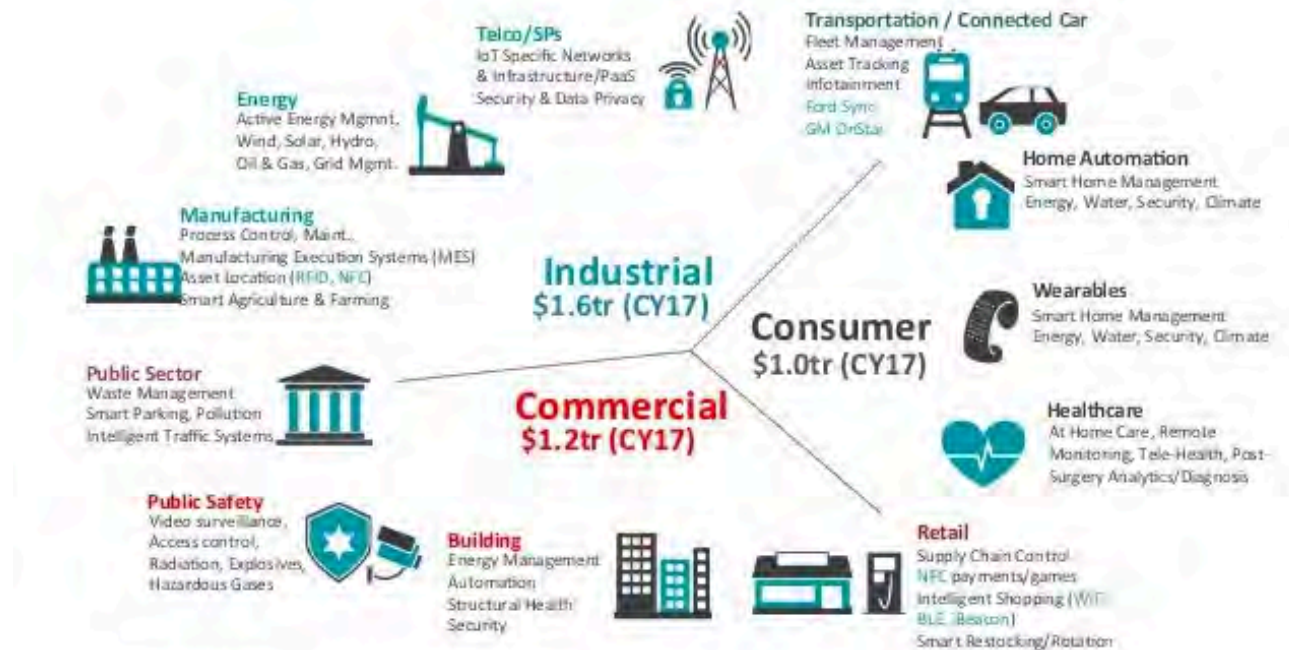 Telco/SPs
IoT Specific Networks
& Infrastructure/PaaS
Security & Data Privacy
Transportation / Connected Car
Fleet Management
Asset Tracking
Infotainment
Ford Sync
GM OnStar
Energy
Active Energy Mgmnt,
Wind, Solar, Hydro,
Oil & Gas, Grid Mgmt.
Home Automation
Smart Home Management
Energy, Water, Security, Climate
Manufacturing
Process Control, Maint.,
Manufacturing Execution Systems (MES)
Asset Location (RFID, NFC)
Smart Agriculture & Farming
Industrial
$1.6tr (CY17)
Consumer
$1.0tr (CY17)
Wearables
Smart Home Management
Energy, Water, Security, Climate
Public Sector
Waste Management
Smart Parking, Pollution
Intelligent Traffic Systems
Commercial
$1.2tr (CY17)
Healthcare
At Home Care, Remote
Monitoring, Tele-Health, Post-
Surgery Analytics/Diagnosis
Public Safety
Video surveillance,
Access control,
Radiation, Explosives,
Hazardous Gases
Building
Energy Management
Automation
Structural Health
Security
Retail
Supply Chain Control
NFC payments/games
Intelligent Shopping (WiFi
BLE, iBeacon)
Smart Restocking/Rotation